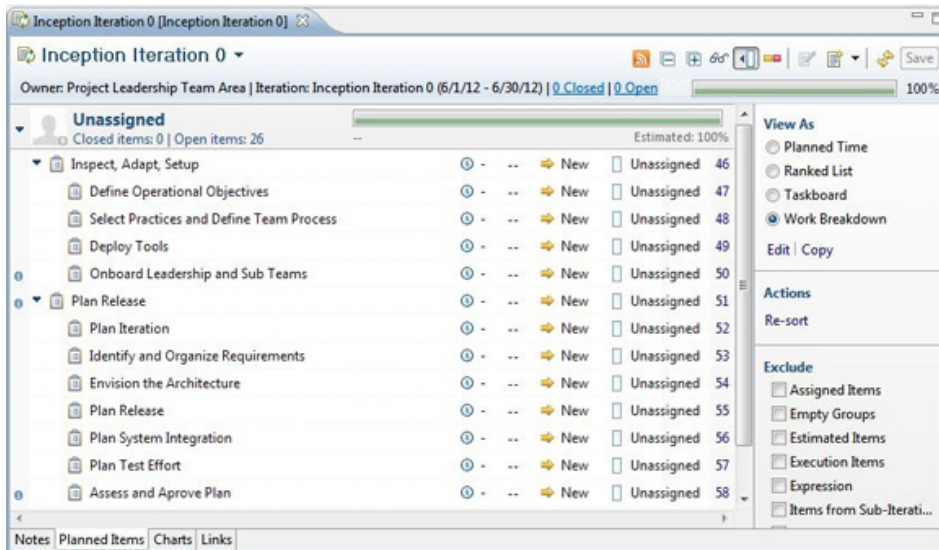 Inception Iteration 0 [Inception Iteration 0]
Inception Iteration 0
Save
Owner: Project Leadership Team Area | Iteration: Inception Iteration 0 (6/1/12 - 6/30/12) | 0 Closed | 0 Open
100%
Unassigned
Closed items: 0 | Open items: 26
--
Estimated: 100%
Inspect, Adapt, Setup - -- New Unassigned 46
Define Operational Objectives - -- New Unassigned 47
Select Practices and Define Team Process - -- New Unassigned 48
Deploy Tools - -- New Unassigned 49
Onboard Leadership and Sub Teams - -- New Unassigned 50
Plan Release - -- New Unassigned 51
Plan Iteration - -- New Unassigned 52
Identify and Organize Requirements - -- New Unassigned 53
Envision the Architecture - -- New Unassigned 54
Plan Release - -- New Unassigned 55
Plan System Integration - -- New Unassigned 56
Plan Test Effort - -- New Unassigned 57
Assess and Aprove Plan - -- New Unassigned 58
View As
Planned Time
Ranked List
Taskboard
Work Breakdown
Edit | Copy
Actions
Re-sort
Exclude
Assigned Items
Empty Groups
Estimated Items
Execution Items
Expression
Items from Sub-Iterati...
Notes Planned Items Charts Links